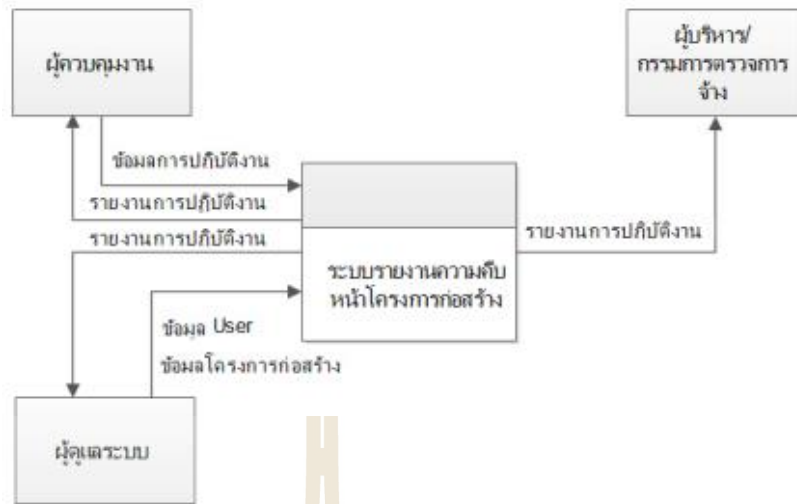 ผู้ควบคุมงาน
ผู้บริหาร/
กรรมการตรวจการ
จ้าง
ข้อมูลการปฏิบัติงาน
รายงานการปฏิบัติงาน
รายงานการปฏิบัติงาน
รายงานการปฏิบัติงาน
ระบบรายงานความคืบ
หน้าโครงการก่อสร้าง
ข้อมูล User
ข้อมูลโครงการก่อสร้าง
ผู้ดูแลระบบ